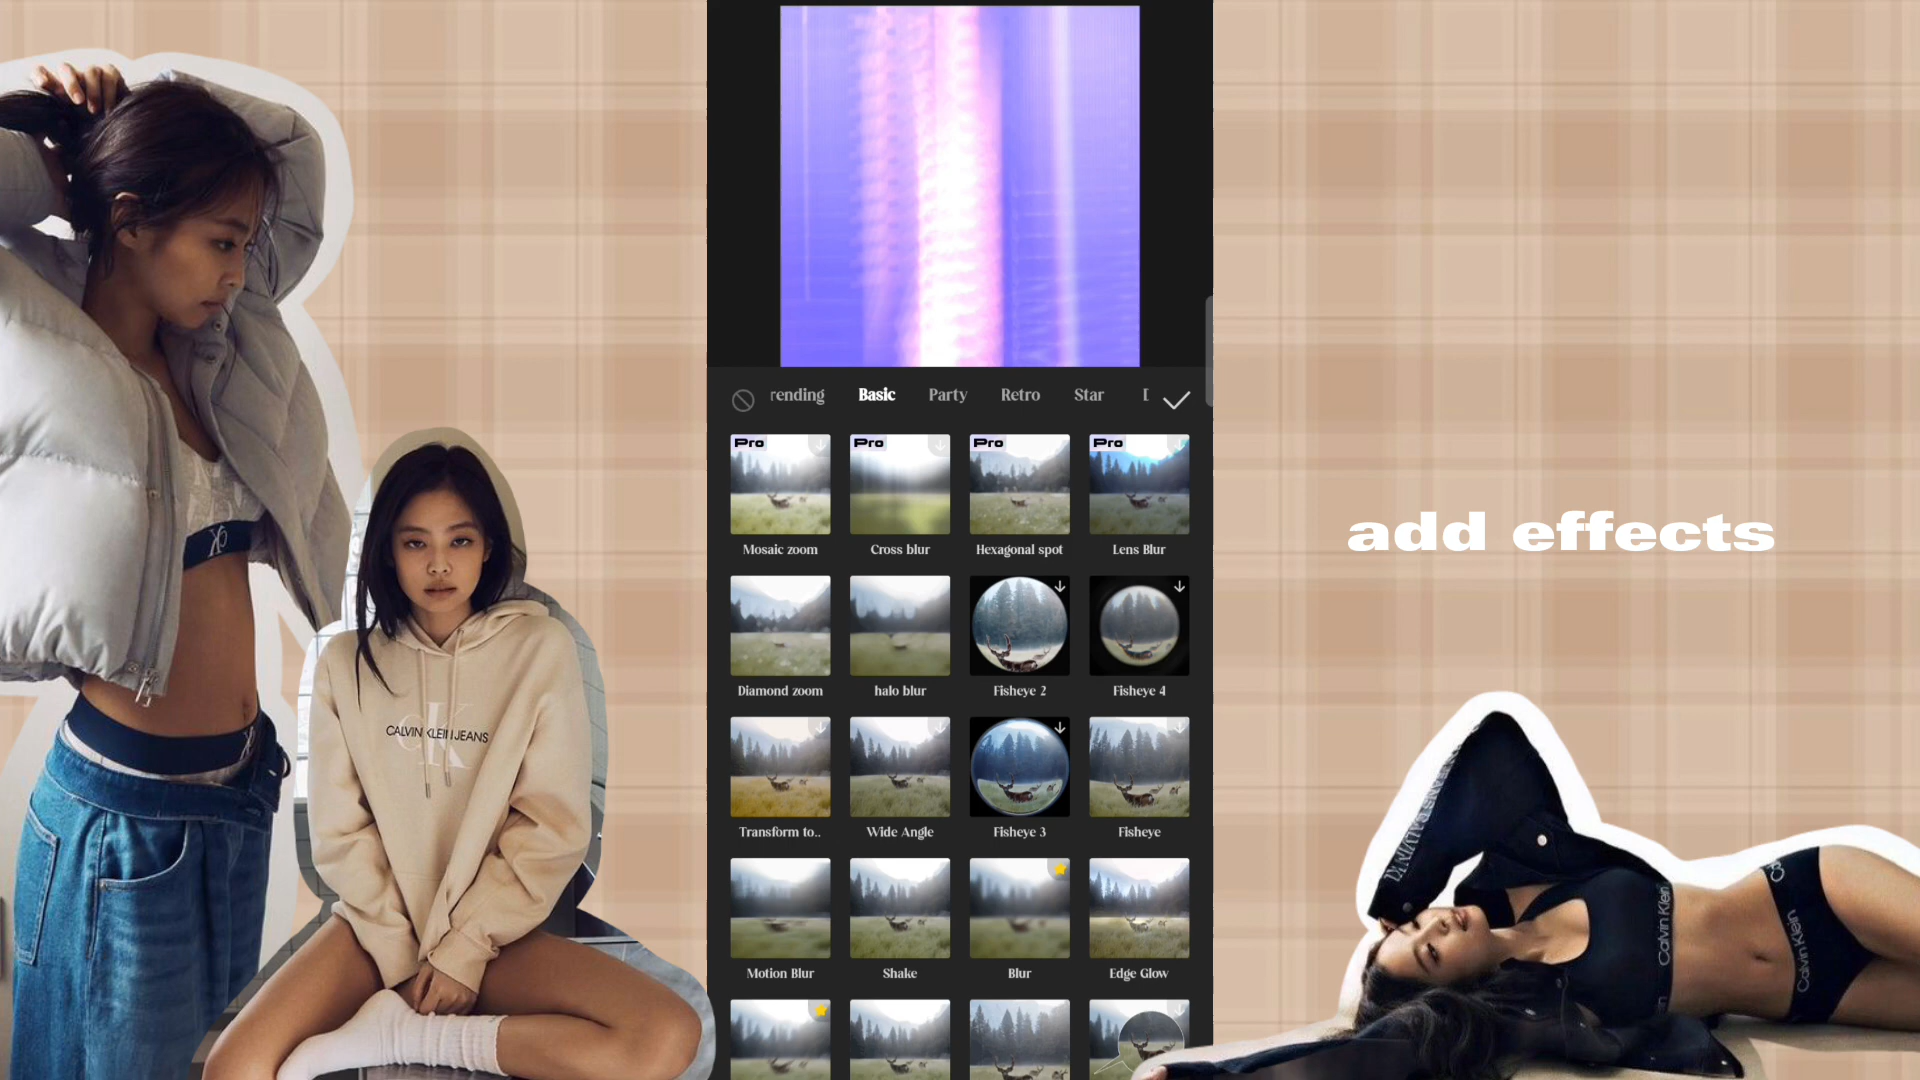 rending Basic Party Retro Star
Pro Pro Pro Pro
Mosaic zoom Cross blur Hexagonal spot Lens Blur
Diamond zoom halo blur Fisheye 2 Fisheye 4
Transform to.. Wide Angle Fisheye 3 Fisheye
Motion Blur Shake Blur Edge Glow
add effects
CALVIN KLEIN JEANS
CK
Calvin Klein
Calvin Klein